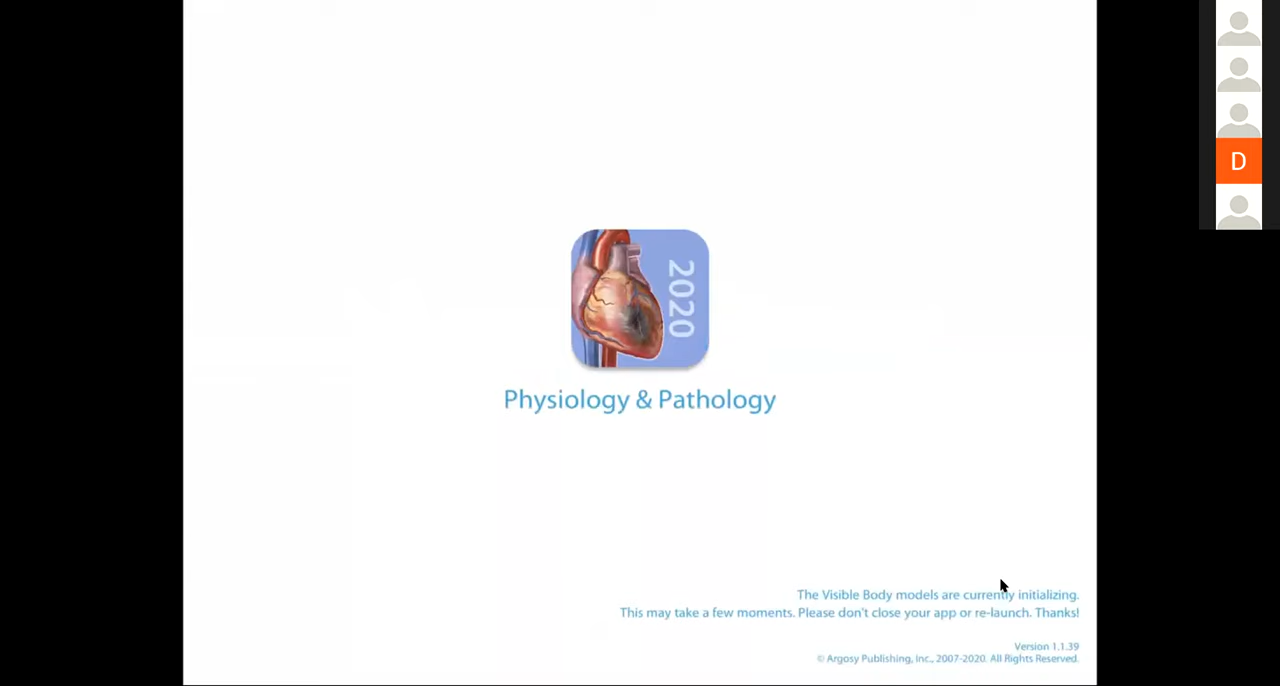 D
2020
Physiology & Pathology
The Visible Body models are currently initializing.
This may take a few moments. Please don't close your app or re-launch. Thanks!
Version 1.1.39
© Argosy Publishing, Inc., 2007-2020. All Rights Reserved.